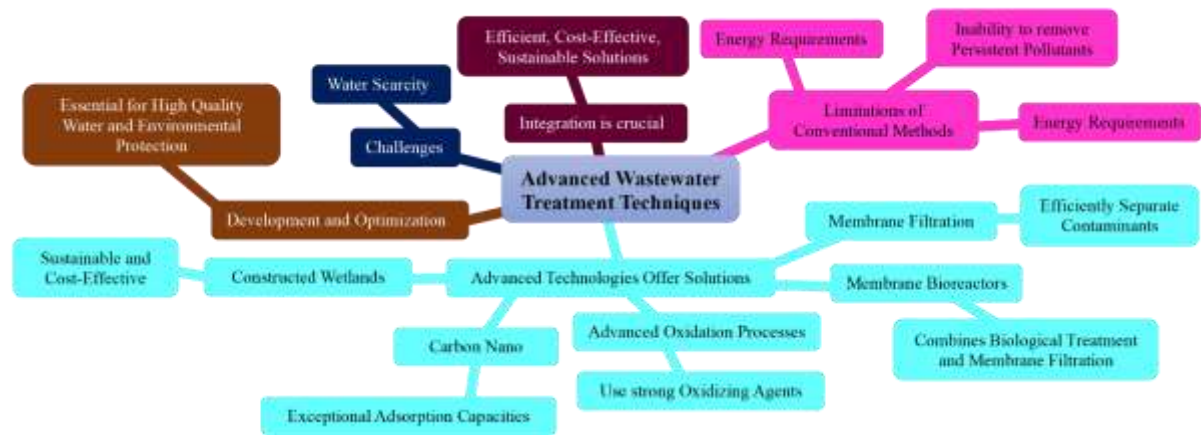 Efficient, Cost-Effective,
Sustainable Solutions
Energy Requirements
Inability to remove
Persistent Pollutants
Water Scarcity
Essential for High Quality
Water and Environmental
Protection
Integration is crucial
Limitations of
Conventional Methods
Energy Requirements
Challenges
Advanced Wastewater
Treatment Techniques
Development and Optimization
Membrane Filtration
Efficiently Separate
Contaminants
Sustainable and
Cost-Effective
Constructed Wetlands
Advanced Technologies Offer Solutions
Membrane Bioreactors
Carbon Nano
Advanced Oxidation Processes
Combines Biological Treatment
and Membrane Filtration
Exceptional Adsorption Capacities
Use strong Oxidizing Agents